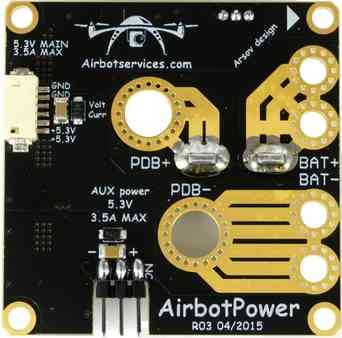 Airbotservices.com
Arsov design
5.3V MAIN
3.5A MAX
GND
GND
Volt
Curr
+5.3V
+5.3V
PDB+
BAT+
BAT-
PDB-
AUX power
5.3V
3.5A MAX
- +
NC
AirbotPower
R03 04/2015